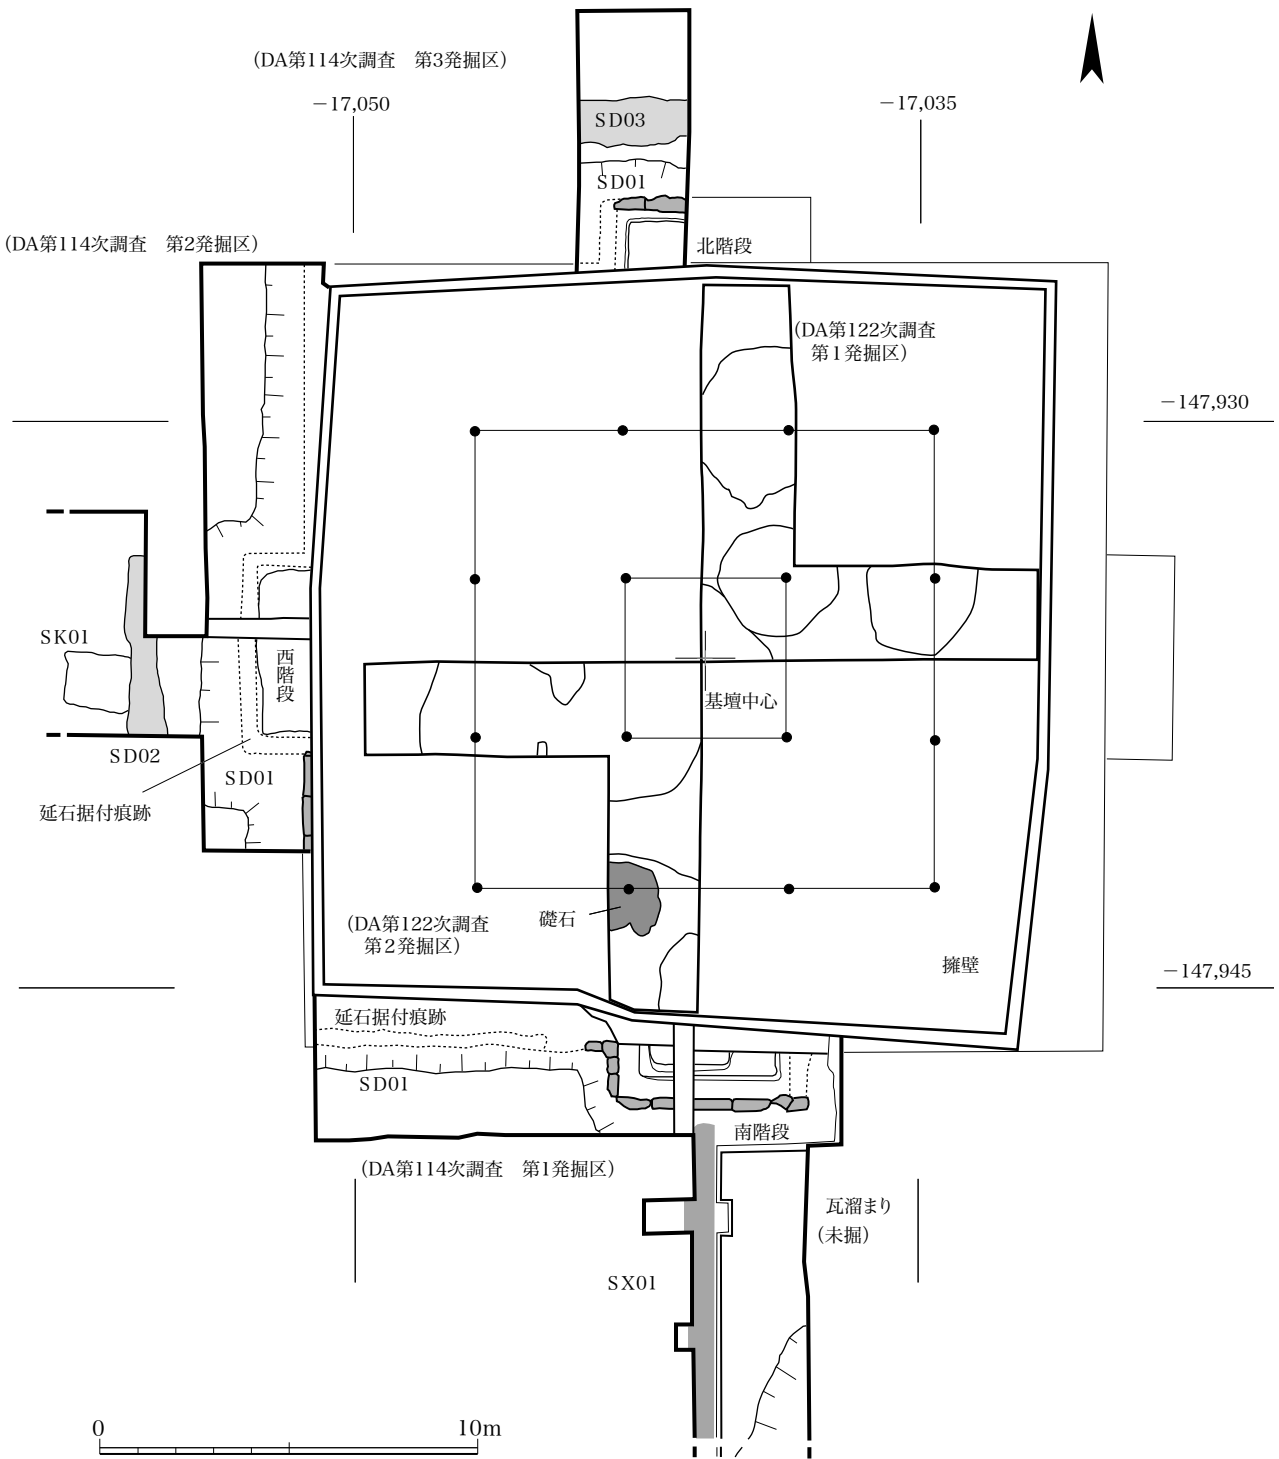 (DA第114次調査　第3発掘区)
−17,050
−17,035
SD03
SD01
(DA第114次調査　第2発掘区)
北階段
(DA第122次調査
第1発掘区)
−147,930
SK01
西階段
基壇中心
SD02
SD01
延石据付痕跡
礎石
(DA第122次調査
第2発掘区)
擁壁
−147,945
延石据付痕跡
SD01
南階段
(DA第114次調査　第1発掘区)
瓦溜まり
(未掘)
SX01
0
10m